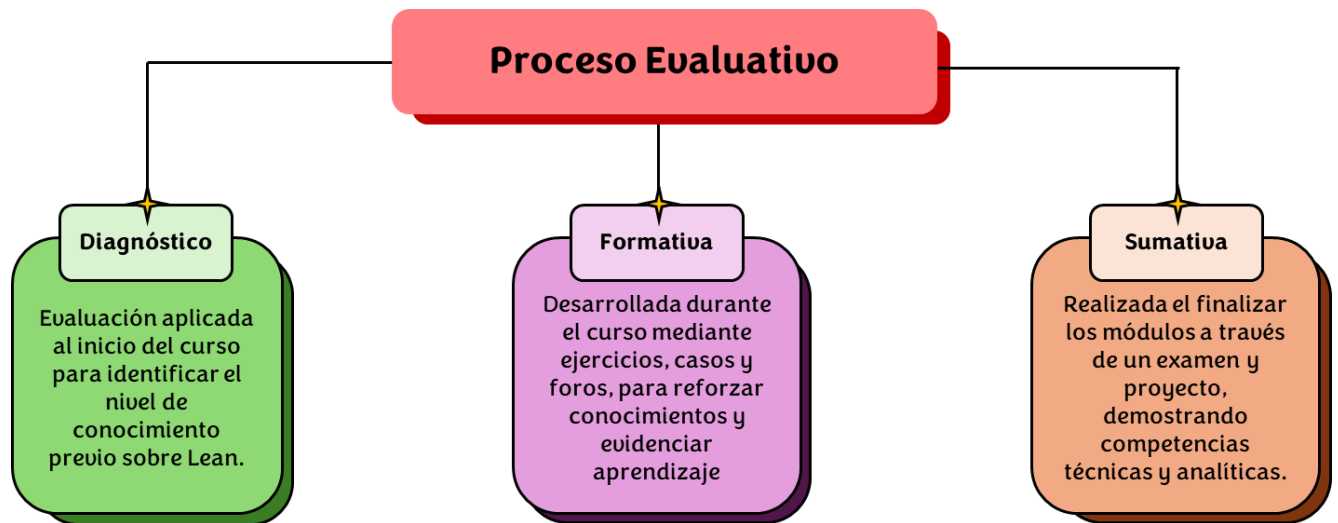 Proceso Evaluativo
Diagnóstico
Evaluación aplicada
al inicio del curso
para identificar el
nivel de
conocimiento
previo sobre Lean.
Formativa
Desarrollada durante
el curso mediante
ejercicios, casos y
foros, para reforzar
conocimientos y
evidenciar
aprendizaje
Sumativa
Realizada el finalizar
los módulos a través
de un examen y
proyecto,
demostrando
competencias
técnicas y analíticas.